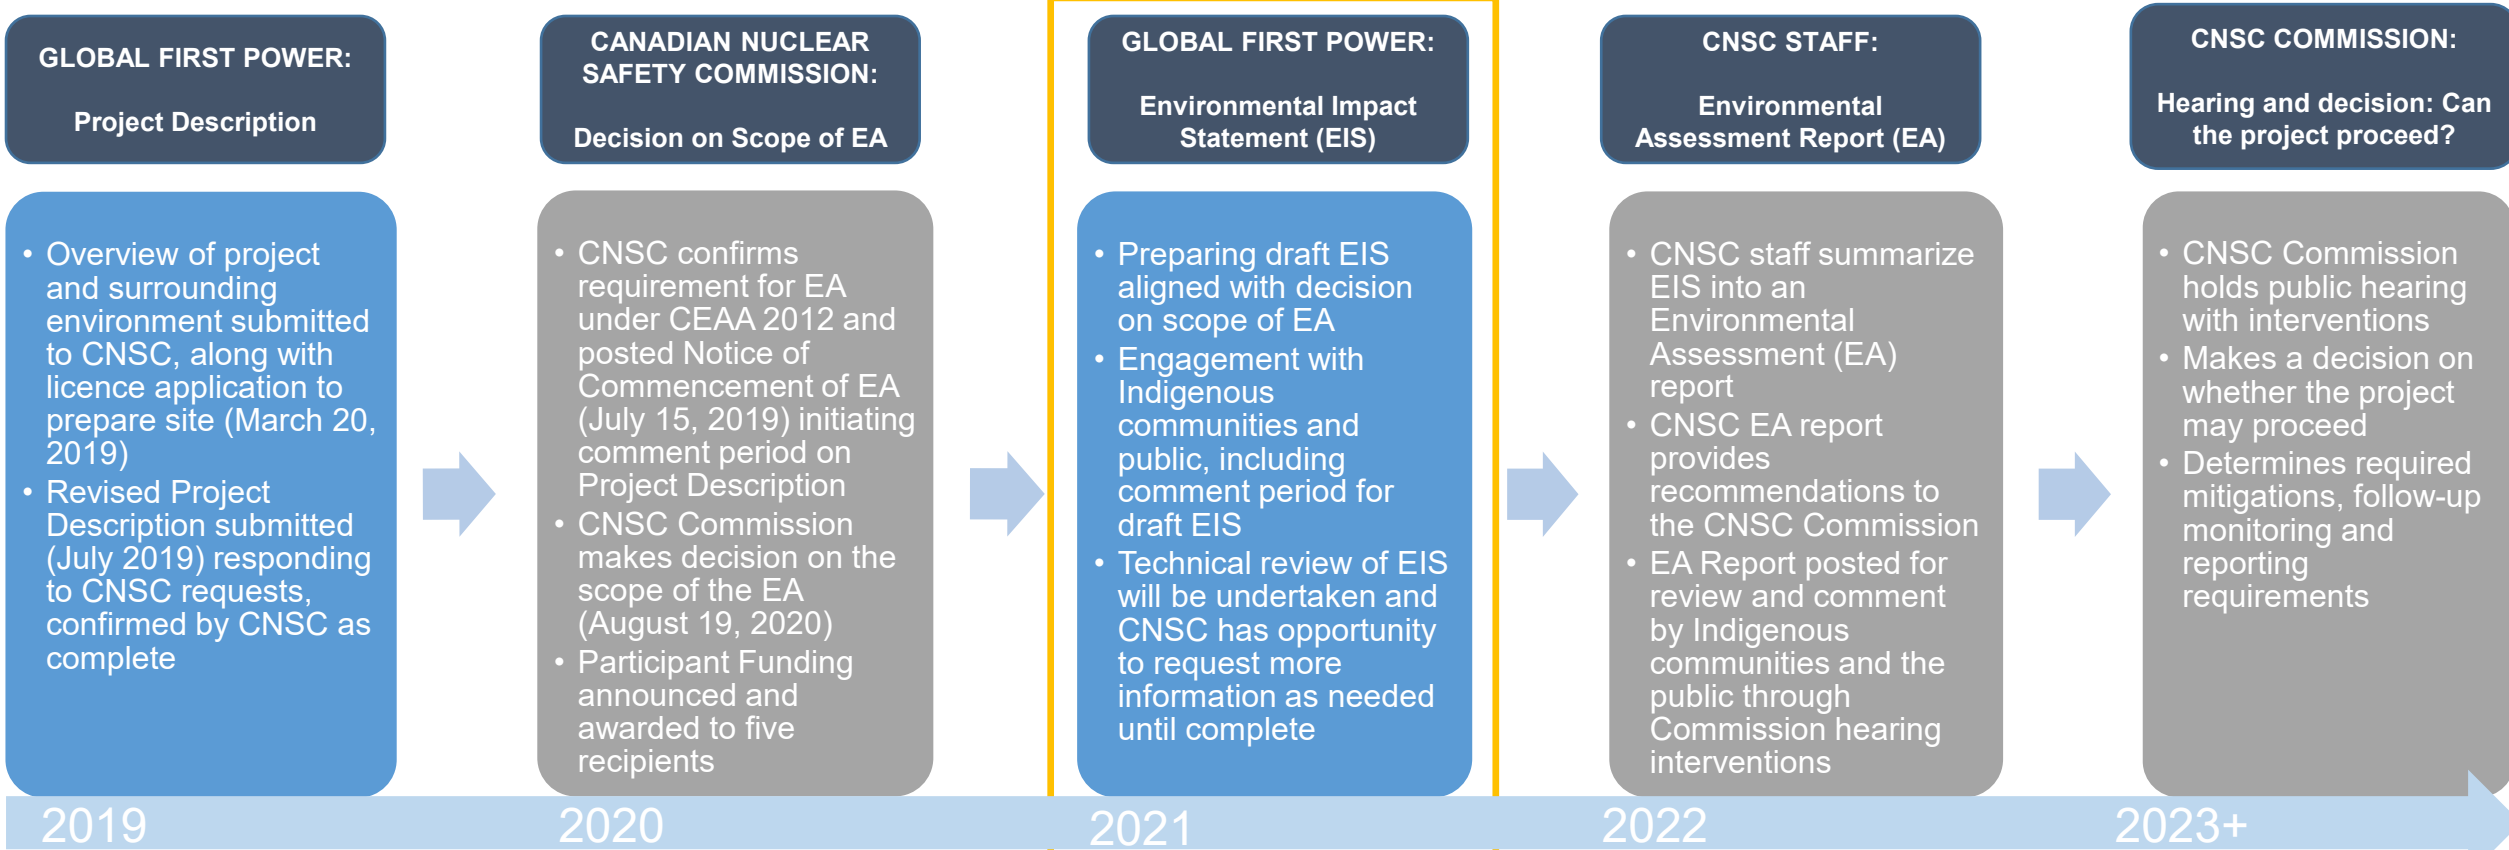 GLOBAL FIRST POWER:
Project Description
• Overview of project
and surrounding
environment submitted
to CNSC, along with
licence application to
prepare site (March 20,
2019)
• Revised Project
Description submitted
(July 2019) responding
to CNSC requests,
confirmed by CNSC as
complete
2019
CANADIAN NUCLEAR
SAFETY COMMISSION:
Decision on Scope of EA
• CNSC confirms
requirement for EA
under CEAA 2012 and
posted Notice of
Commencement of EA
(July 15, 2019) initiating
comment period on
Project Description
• CNSC Commission
makes decision on the
scope of the EA
(August 19, 2020)
• Participant Funding
announced and
awarded to five
recipients
2020
GLOBAL FIRST POWER:
Environmental Impact
Statement (EIS)
• Preparing draft EIS
aligned with decision
on scope of EA
• Engagement with
Indigenous
communities and
public, including
comment period for
draft EIS
• Technical review of EIS
will be undertaken and
CNSC has opportunity
to request more
information as needed
until complete
2021
CNSC STAFF:
Environmental
Assessment Report (EA)
• CNSC staff summarize
EIS into an
Environmental
Assessment (EA)
report
• CNSC EA report
provides
recommendations to
the CNSC Commission
• EA Report posted for
review and comment
by Indigenous
communities and the
public through
Commission hearing
interventions
2022
CNSC COMMISSION:
Hearing and decision: Can
the project proceed?
• CNSC Commission
holds public hearing
with interventions
• Makes a decision on
whether the project
may proceed
• Determines required
mitigations, follow-up
monitoring and
reporting
requirements
2023+